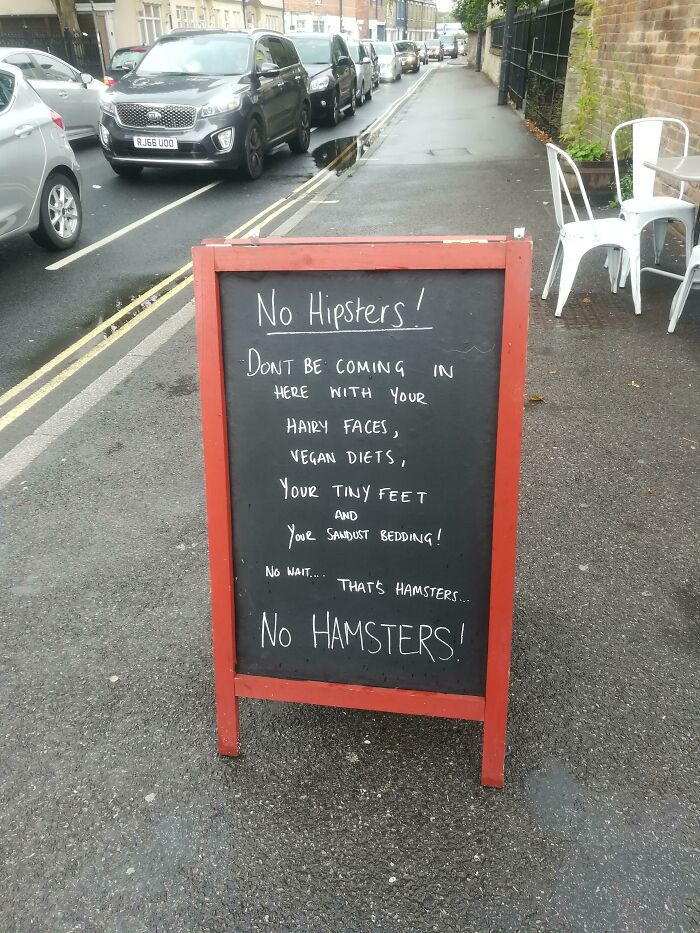 RJ66 UOO
No Hipsters!
DONT BE COMING IN
HERE WITH YOUR
HAIRY FACES,
VEGAN DIETS,
YOUR TINY FEET
AND
YOUR SAWDUST BEDDING!
NO WAIT....
THAT'S HAMSTERS...
NO HAMSTERS!